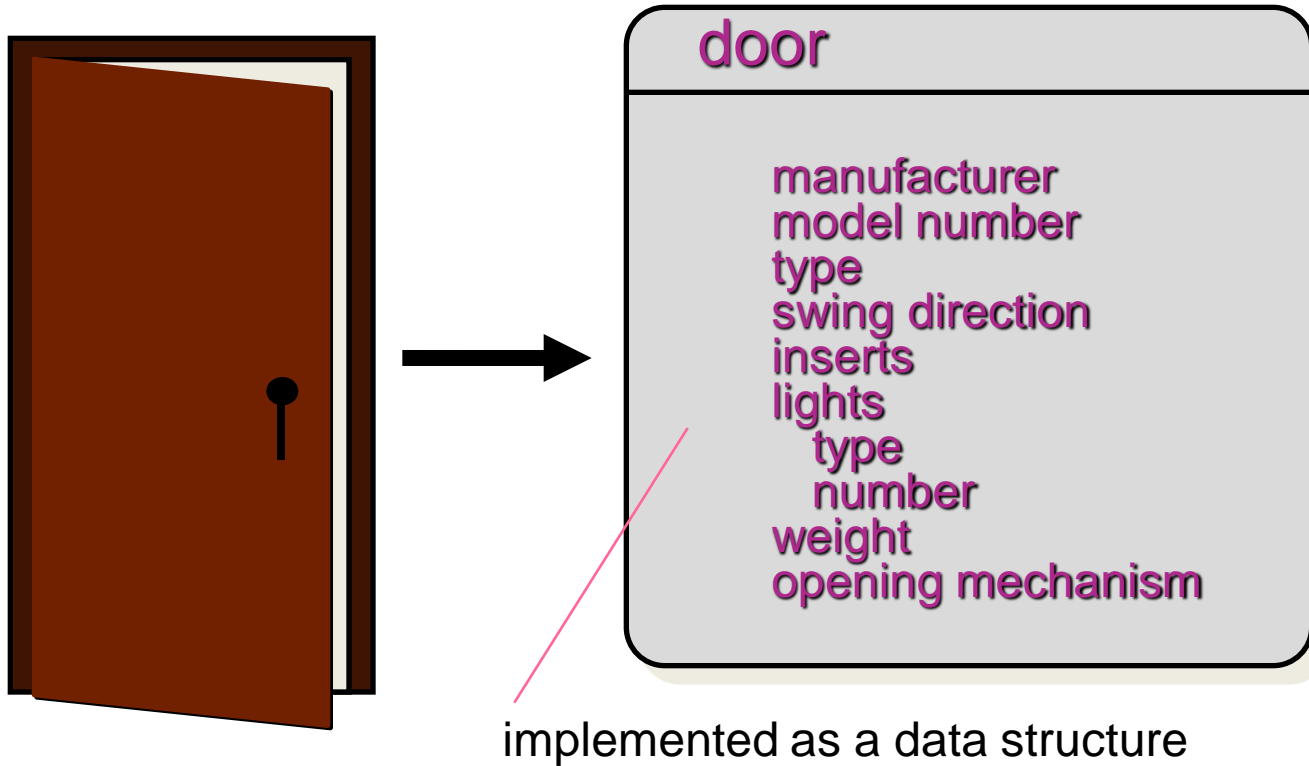 door
manufacturer
model number
type
swing direction
inserts
lights
type
number
weight
opening mechanism
implemented as a data structure